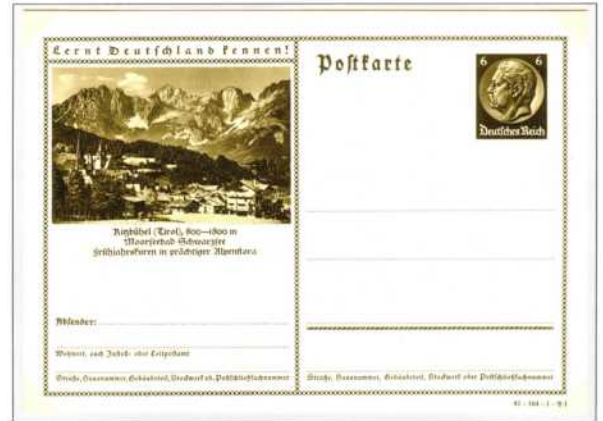 Lernt Deutschland kennen!
Kitzbühel (Tirol), 800—1800 m
Moorseebad Schwarzsee
Frühjahrskuren in prächtiger Alpenflora
Absender:
Wohnort, auch Zustell- oder Leitpostamt
Straße, Hausnummer, Gebäudeteil, Stockwerk od. Postschließfachnummer
Postkarte
6 6
Deutsches Reich
Straße, Hausnummer, Gebäudeteil, Stockwerk oder Postschließfachnummer